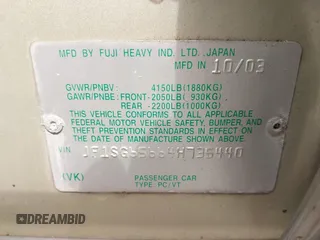 MFD BY FUJI HEAVY IND. LTD. JAPAN
MFD IN 10/03
GVWR/PNBV: 4150LB(1880KG)
GAWR/PNBE: FRONT-2050LB( 930KG)
REAR -2200LB(1000KG)
THIS VEHICLE CONFORMS TO ALL APPLICABLE
FEDERAL MOTOR VEHICLE SAFETY AND THEFT
PREVENTION STANDARDS IN EFFECT ON THE
DATE OF MANUFACTURE SHOWN ABOVE.
VIN
(VK) PASSENGER CAR
TYPE:PC/VT
DREAMBID